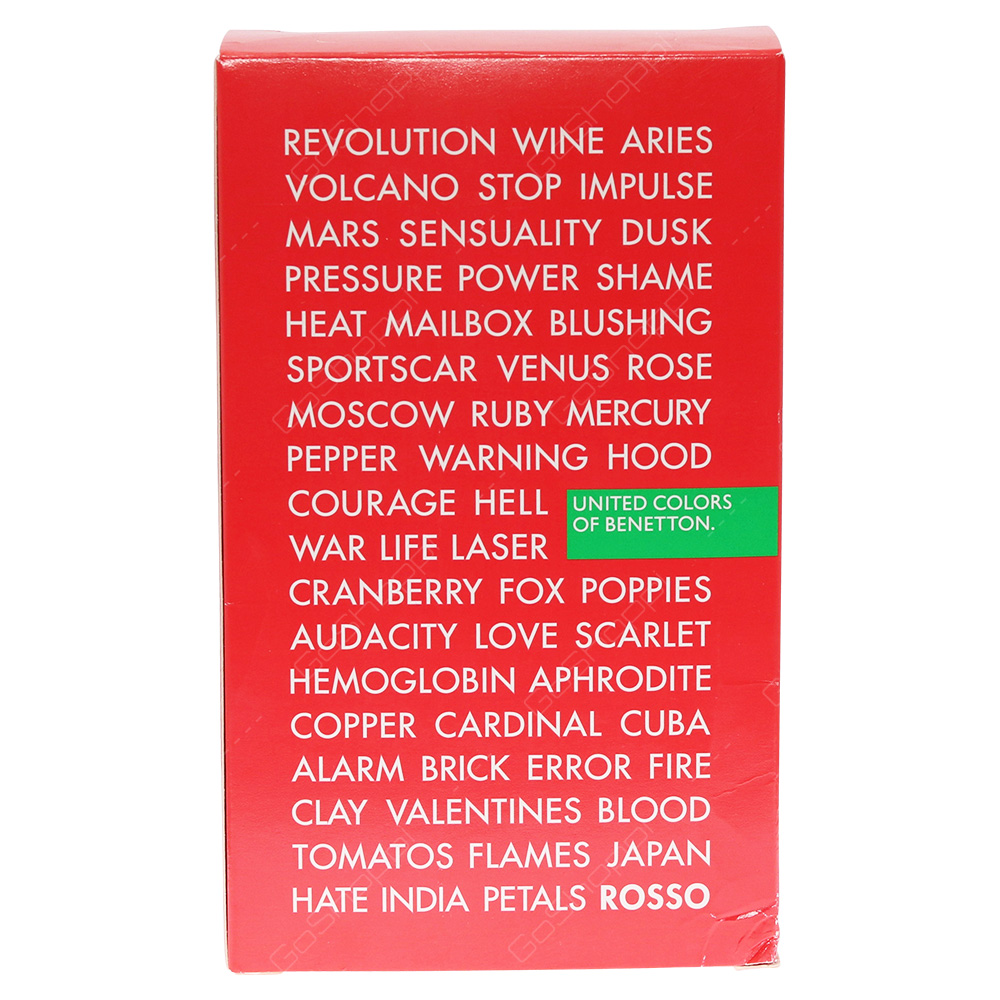 REVOLUTION WINE ARIES
VOLCANO STOP IMPULSE
MARS SENSUALITY DUSK
PRESSURE POWER SHAME
HEAT MAILBOX BLUSHING
SPORTSCAR VENUS ROSE
MOSCOW RUBY MERCURY
PEPPER WARNING HOOD
COURAGE HELL
WAR LIFE LASER
UNITED COLORS
OF BENETTON.
CRANBERRY FOX POPPIES
AUDACITY LOVE SCARLET
HEMOGLOBIN APHRODITE
COPPER CARDINAL CUBA
ALARM BRICK ERROR FIRE
CLAY VALENTINES BLOOD
TOMATOS FLAMES JAPAN
HATE INDIA PETALS ROSSO